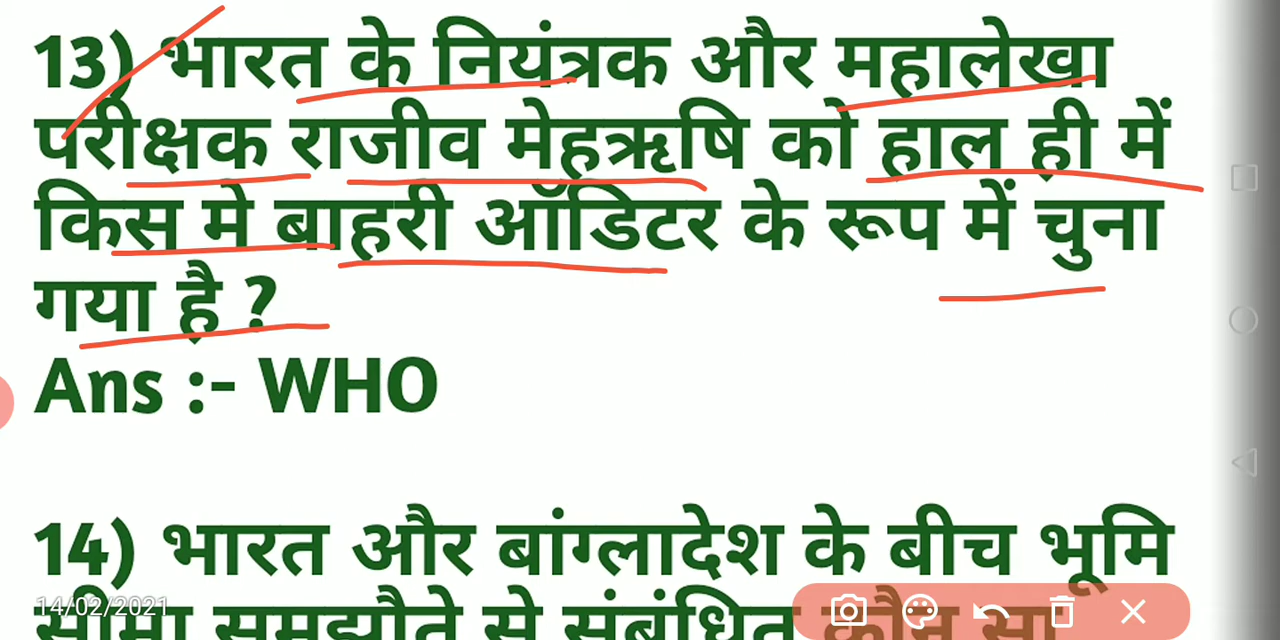 13) भारत के नियंत्रक और महालेखा
परीक्षक राजीव मेहऋषि को हाल ही में
किस मे बाहरी ऑडिटर के रूप में चुना
गया है ?
Ans :- WHO
14) भारत और बांग्लादेश के बीच भूमि
सीमा समझौते से संबंधित कौन सा
14/02/2021